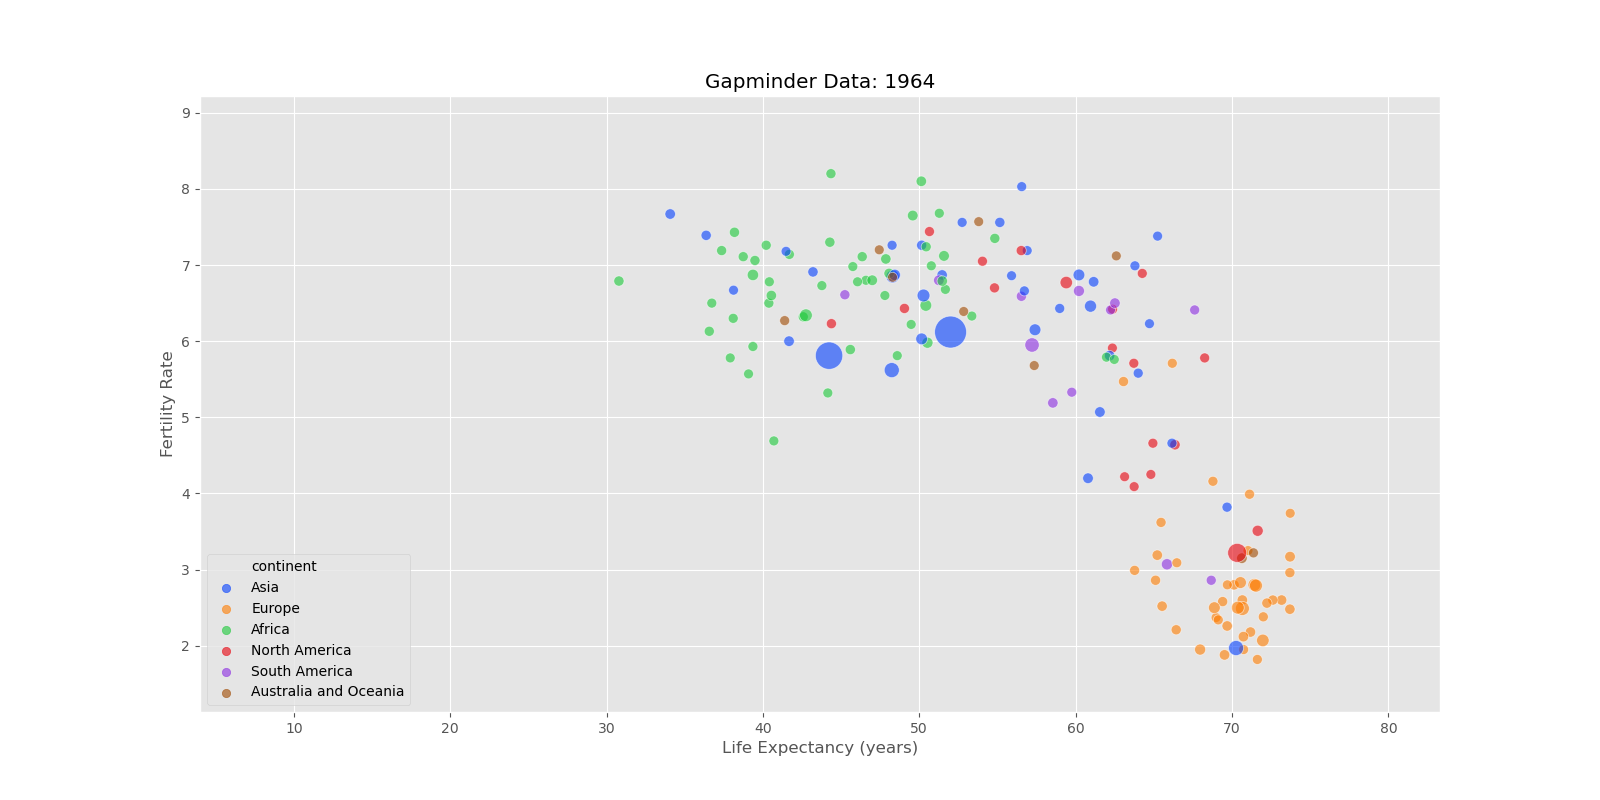 Gapminder Data: 1964
9
8
7
6
5
4
3
2
Fertility Rate
continent
Asia
Europe
Africa
North America
South America
Australia and Oceania
10 20 30 40 50 60 70 80
Life Expectancy (years)